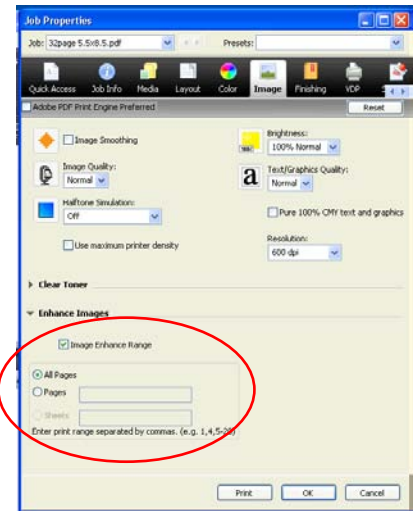 Job Properties
Job: 32page 5.5x8.5.pdf Presets:
Quick Access Job Info Media Layout Color Image Finishing VDP
Adobe PDF Print Engine Preferred Reset
Image Smoothing
Brightness:
100% Normal
Image Quality:
Normal
Text/Graphics Quality:
a Normal
Halftone Simulation:
Off
Pure 100% CMY text and graphics
Use maximum printer density
Resolution:
600 dpi
Clear Toner
Enhance Images
Image Enhance Range
All Pages
Pages
Sheets
Enter print range separated by commas. (e.g. 1,4,5-20)
Print OK Cancel